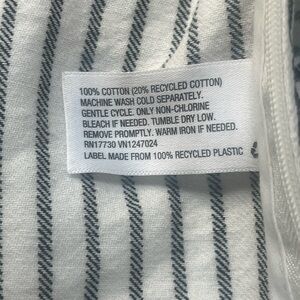 100% COTTON (20% RECYCLED COTTON)
MACHINE WASH COLD SEPARATELY.
GENTLE CYCLE. ONLY NON-CHLORINE
BLEACH IF NEEDED. TUMBLE DRY LOW.
REMOVE PROMPTLY. WARM IRON IF NEEDED.
RN17730 VN1247024
LABEL MADE FROM 100% RECYCLED PLASTIC